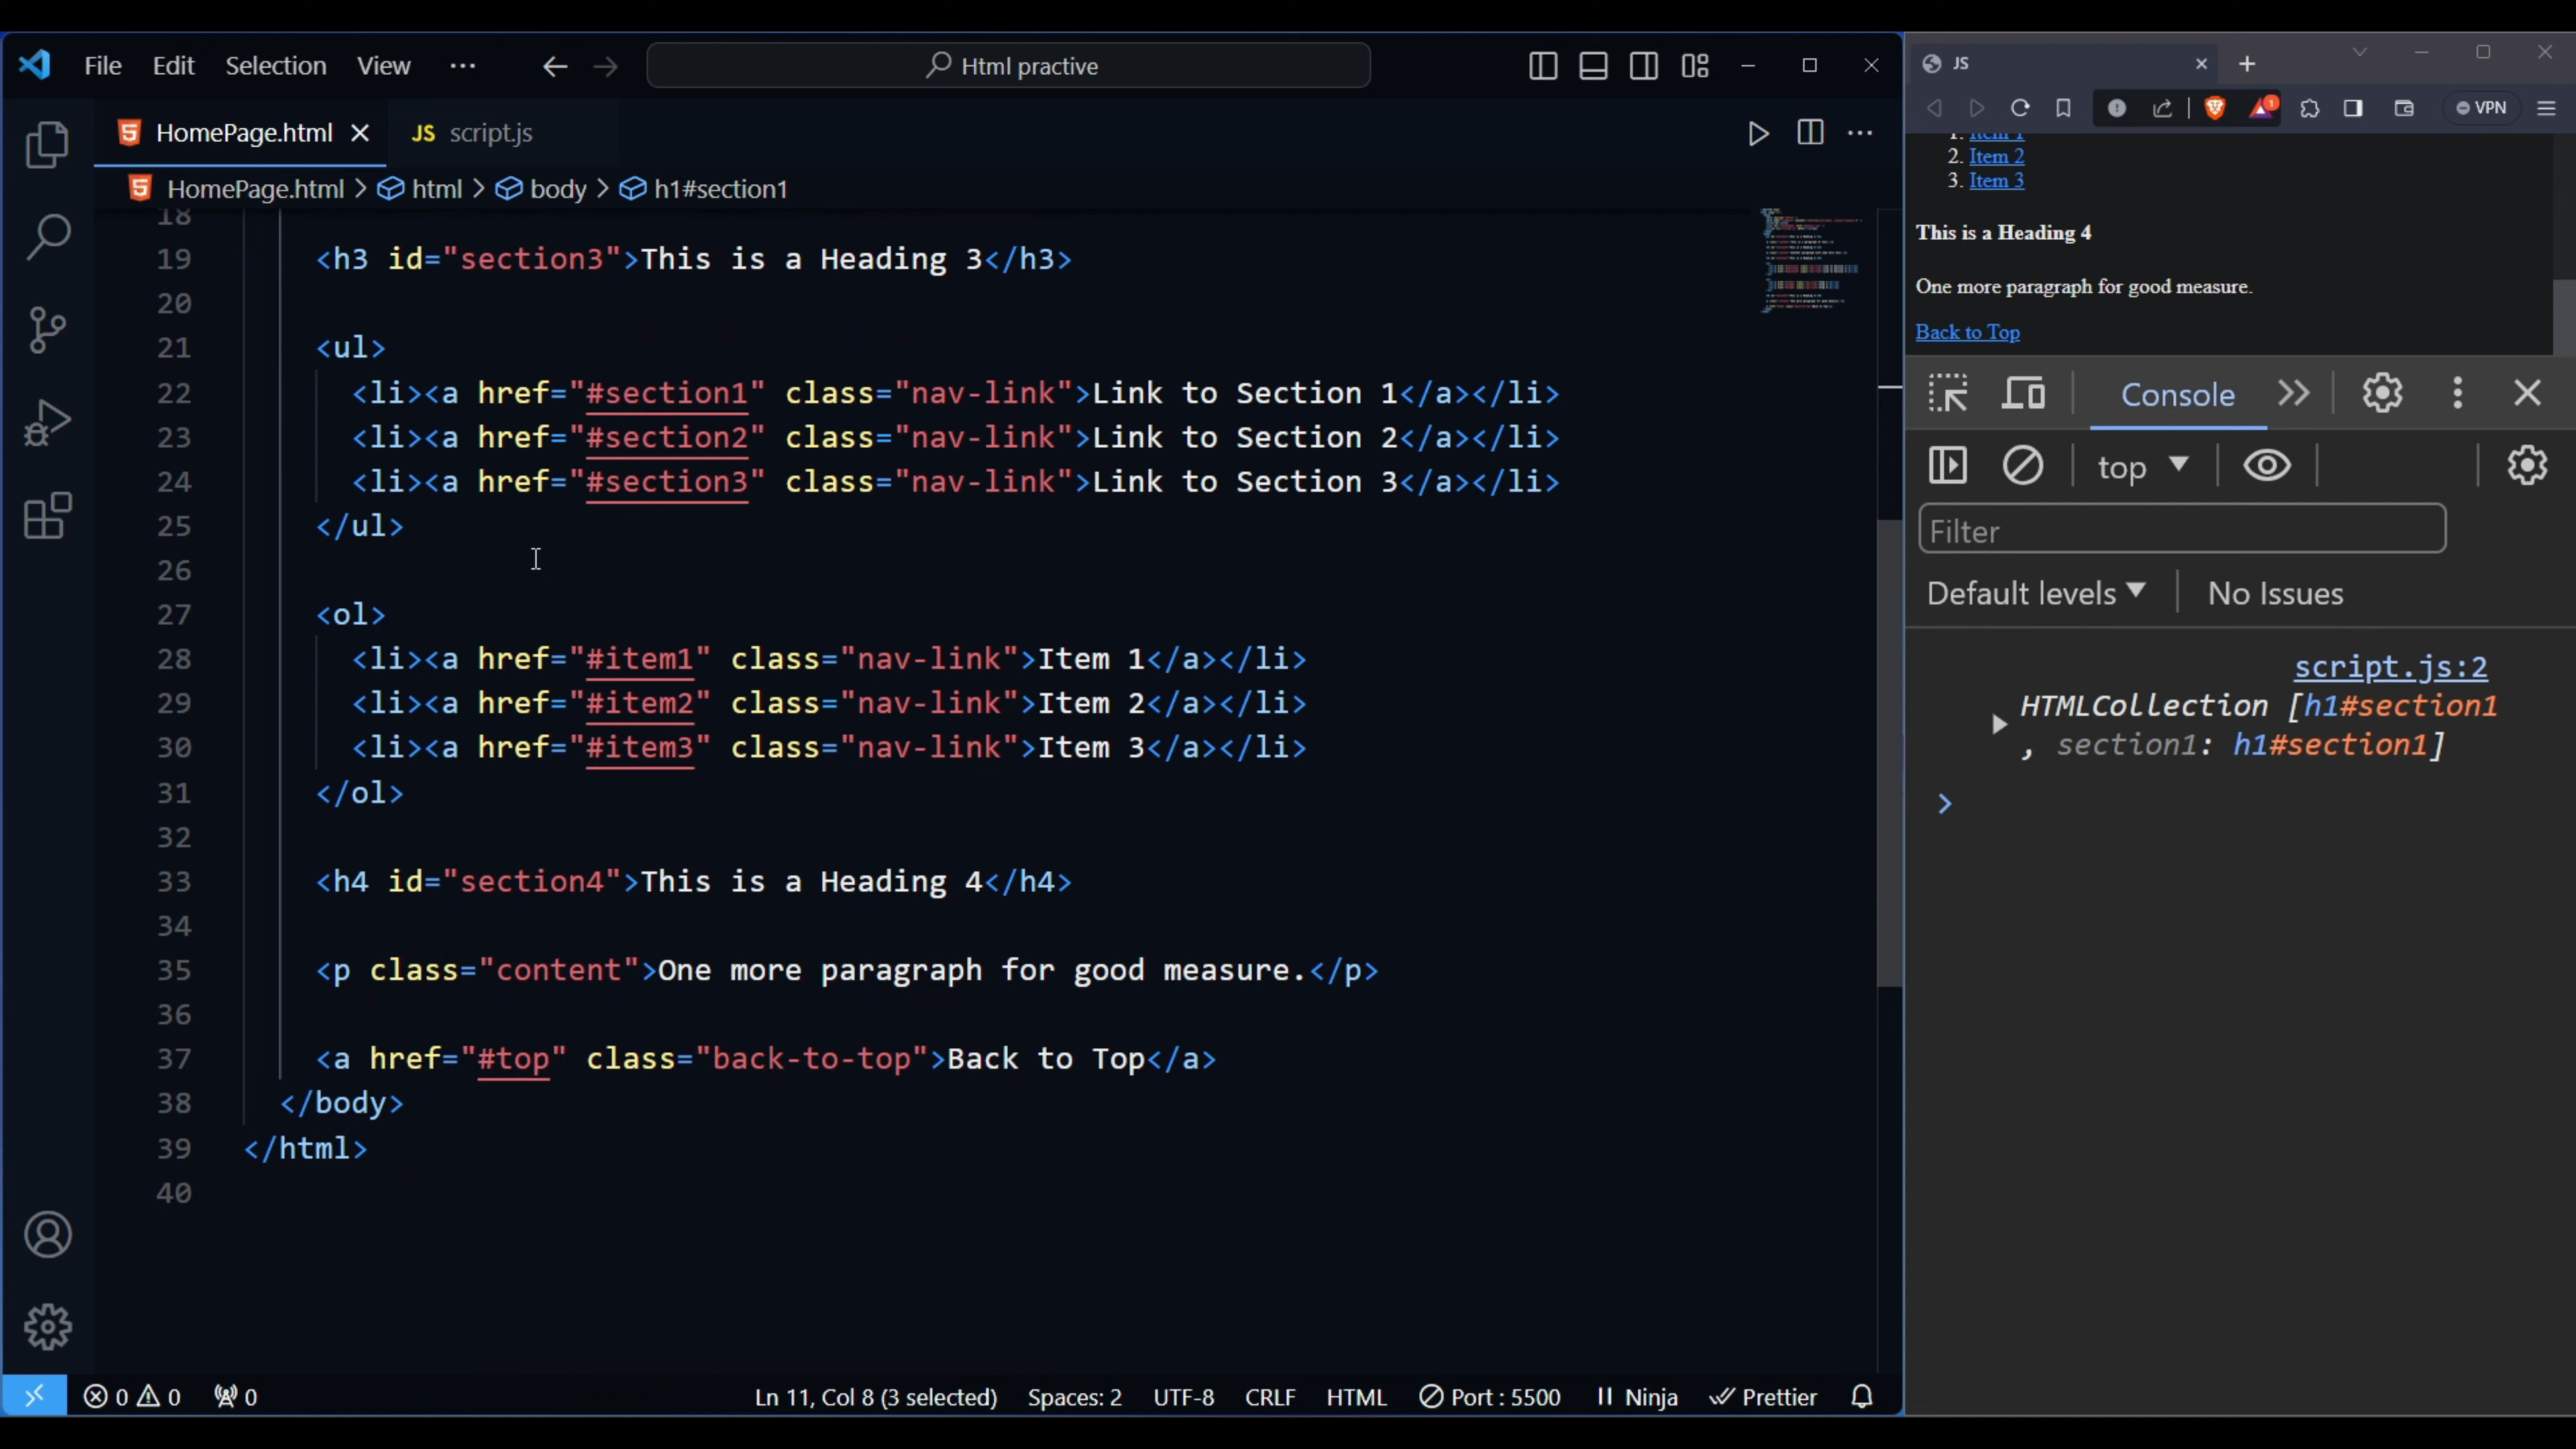 File Edit Selection View ··· Html practive
HomePage.html JS script.js
HomePage.html > html > body > h1#section1
18
19 <h3 id="section3">This is a Heading 3</h3>
20
21 <ul>
22 <li><a href="#section1" class="nav-link">Link to Section 1</a></li>
23 <li><a href="#section2" class="nav-link">Link to Section 2</a></li>
24 <li><a href="#section3" class="nav-link">Link to Section 3</a></li>
25 </ul>
26
27 <ol>
28 <li><a href="#item1" class="nav-link">Item 1</a></li>
29 <li><a href="#item2" class="nav-link">Item 2</a></li>
30 <li><a href="#item3" class="nav-link">Item 3</a></li>
31 </ol>
32
33 <h4 id="section4">This is a Heading 4</h4>
34
35 <p class="content">One more paragraph for good measure.</p>
36
37 <a href="#top" class="back-to-top">Back to Top</a>
38 </body>
39 </html>
40
0 0 0 Ln 11, Col 8 (3 selected) Spaces: 2 UTF-8 CRLF HTML Port : 5500 Ninja Prettier
JS
1 VPN
1. Item 1
2. Item 2
3. Item 3
This is a Heading 4
One more paragraph for good measure.
Back to Top
Console
top
Filter
Default levels No Issues
script.js:2
HTMLCollection [h1#section1
, section1: h1#section1]